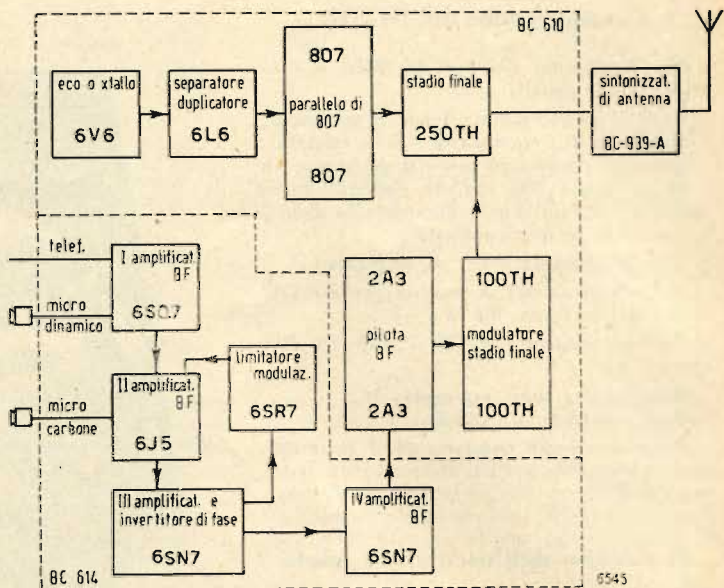 BC 610
eco o xtallo
6V6
separatore
duplicatore
6L6
807
parallelo di
807
807
stadio finale
250TH
sintonizzat.
di antenna
BC-939-A
telef.
I amplificat.
BF
6SQ7
micro
dinamico
II amplificat.
BF
6J5
micro
carbone
limitatore
modulaz.
6SR7
2A3
pilota
BF
2A3
100TH
modulatore
stadio finale
100TH
III amplificat. e
invertitore di fase
6SN7
IV amplificat.
BF
6SN7
BC 614
6545